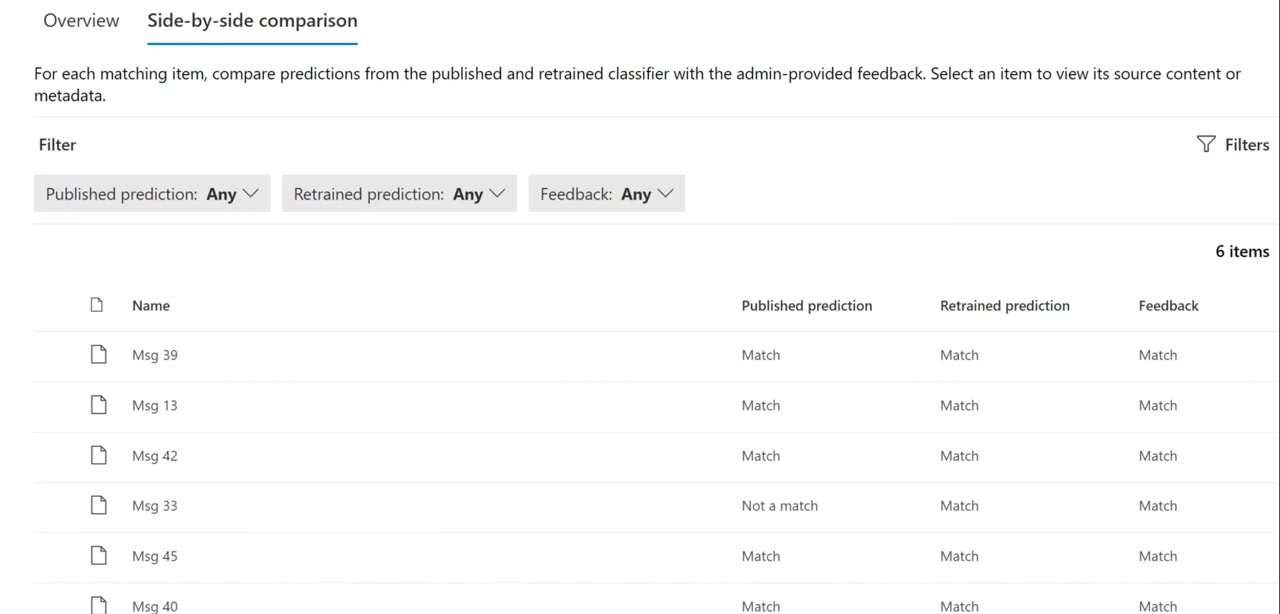 Overview Side-by-side comparison
For each matching item, compare predictions from the published and retrained classifier with the admin-provided feedback. Select an item to view its source content or
metadata.
Filter Filters
Published prediction: Any Retrained prediction: Any Feedback: Any
6 items
Name Published prediction Retrained prediction Feedback
Msg 39 Match Match Match
Msg 13 Match Match Match
Msg 42 Match Match Match
Msg 33 Not a match Match Match
Msg 45 Match Match Match
Msg 40 Match Match Match